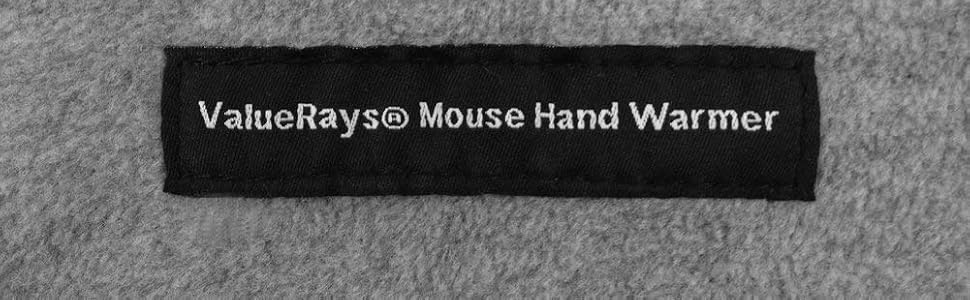 ValueRays® Mouse Hand Warmer